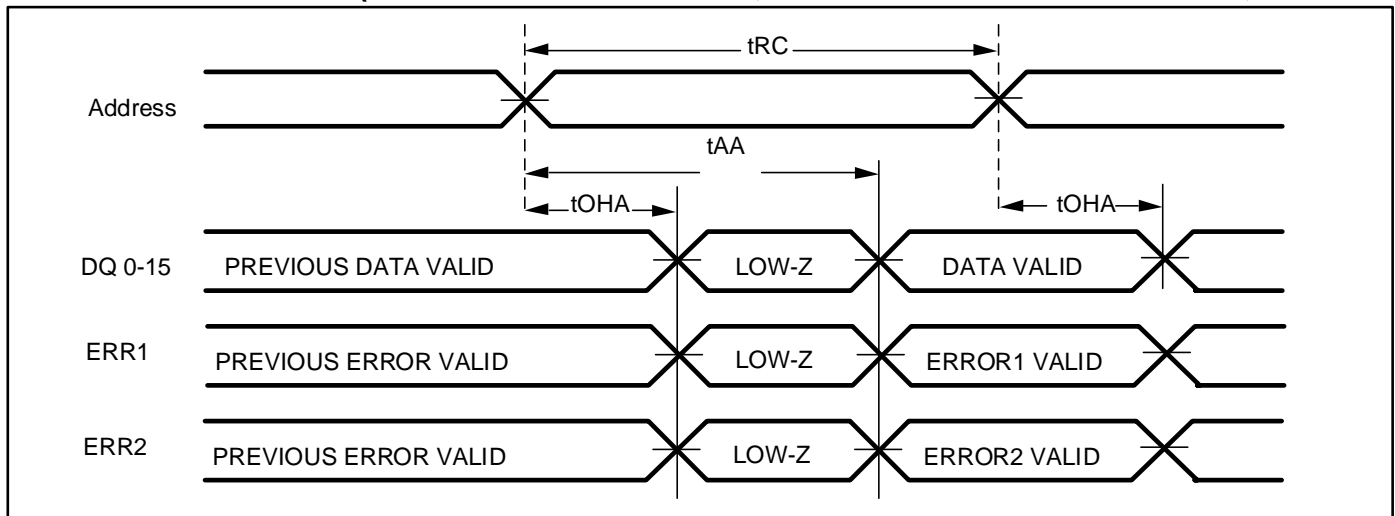 tRC
Address
tAA
tOHA
tOHA
DQ 0-15 PREVIOUS DATA VALID LOW-Z DATA VALID
ERR1 PREVIOUS ERROR VALID LOW-Z ERROR1 VALID
ERR2 PREVIOUS ERROR VALID LOW-Z ERROR2 VALID